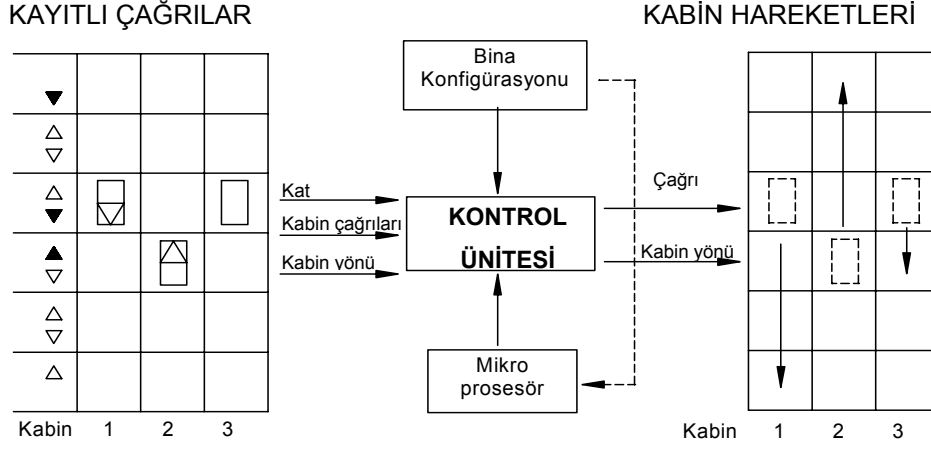 KAYITLI ÇAĞRILAR
KABİN HAREKETLERİ
Bina
Konfigürasyonu
Kat
Kabin çağrıları
Kabin yönü
KONTROL
ÜNİTESİ
Çağrı
Kabin yönü
Mikro
prosesör
Kabin 1 2 3
Kabin 1 2 3